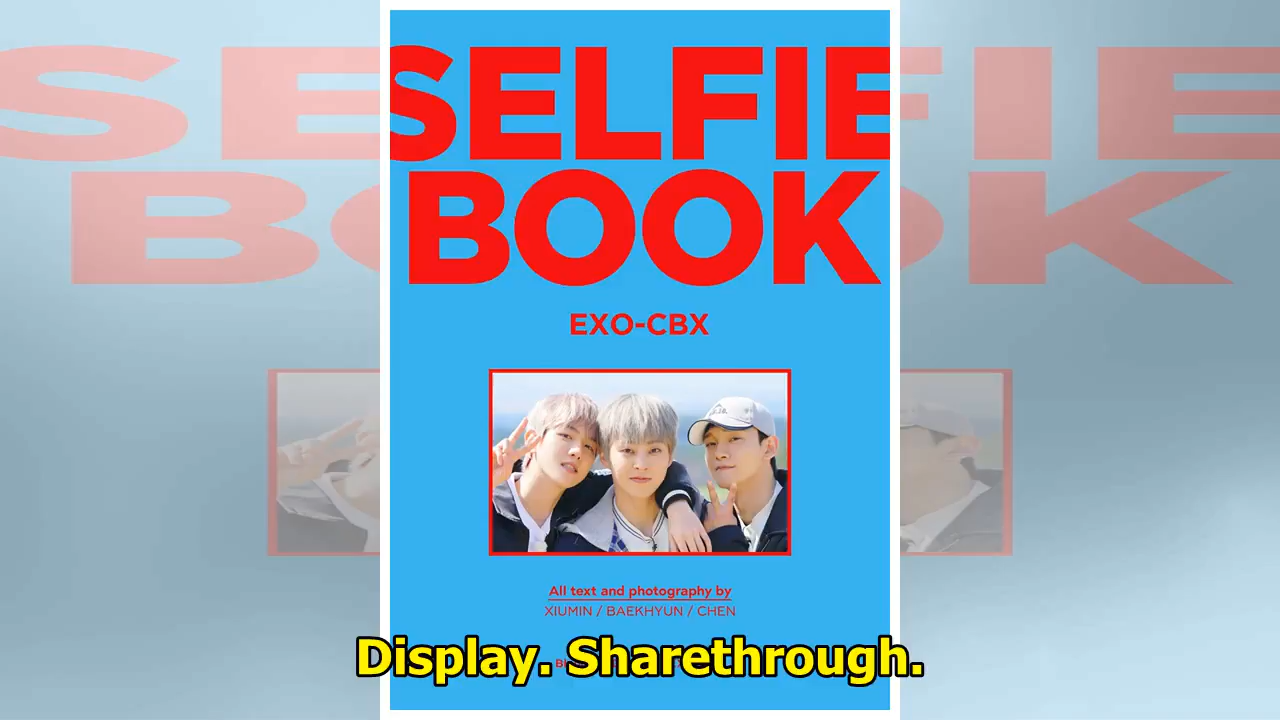 SELFIE
BOOK
EXO-CBX
All text and photography by
XIUMIN / BAEKHYUN / CHEN
Display. Sharethrough.